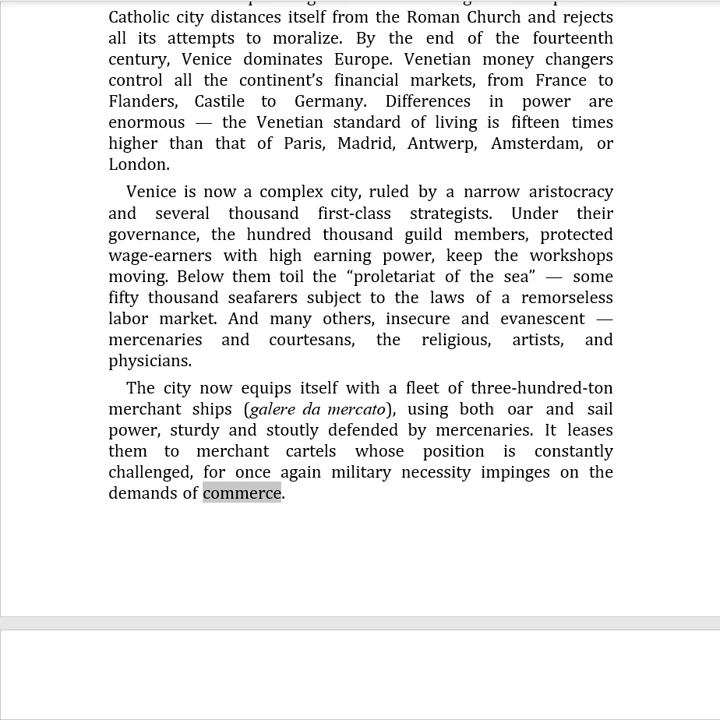 Catholic city distances itself from the Roman Church and rejects
all its attempts to moralize. By the end of the fourteenth
century, Venice dominates Europe. Venetian money changers
control all the continent’s financial markets, from France to
Flanders, Castile to Germany. Differences in power are
enormous — the Venetian standard of living is fifteen times
higher than that of Paris, Madrid, Antwerp, Amsterdam, or
London.
Venice is now a complex city, ruled by a narrow aristocracy
and several thousand first-class strategists. Under their
governance, the hundred thousand guild members, protected
wage-earners with high earning power, keep the workshops
moving. Below them toil the “proletariat of the sea” — some
fifty thousand seafarers subject to the laws of a remorseless
labor market. And many others, insecure and evanescent —
mercenaries and courtesans, the religious, artists, and
physicians.
The city now equips itself with a fleet of three-hundred-ton
merchant ships (galere da mercato), using both oar and sail
power, sturdy and stoutly defended by mercenaries. It leases
them to merchant cartels whose position is constantly
challenged, for once again military necessity impinges on the
demands of commerce.